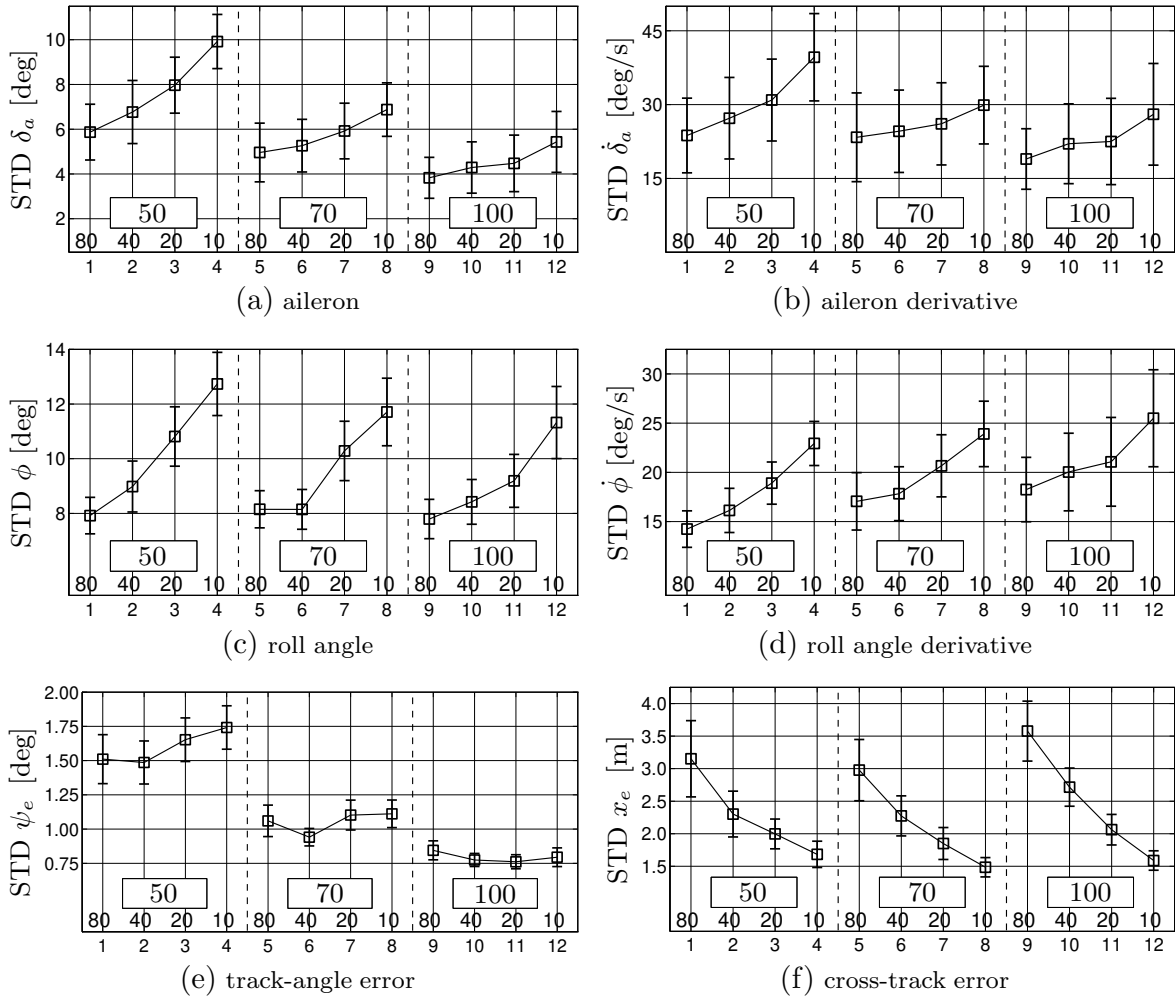 STD δa [deg]
10
8
6
4
2
50 70 100
80 40 20 10 80 40 20 10 80 40 20 10
1 2 3 4 5 6 7 8 9 10 11 12
(a) aileron
STD δ̇a [deg/s]
45
30
15
50 70 100
80 40 20 10 80 40 20 10 80 40 20 10
1 2 3 4 5 6 7 8 9 10 11 12
(b) aileron derivative
STD ϕ [deg]
14
12
10
8
50 70 100
80 40 20 10 80 40 20 10 80 40 20 10
1 2 3 4 5 6 7 8 9 10 11 12
(c) roll angle
STD ϕ̇ [deg/s]
30
25
20
15
50 70 100
80 40 20 10 80 40 20 10 80 40 20 10
1 2 3 4 5 6 7 8 9 10 11 12
(d) roll angle derivative
STD ψe [deg]
2.00
1.75
1.50
1.25
1.00
0.75
50 70 100
80 40 20 10 80 40 20 10 80 40 20 10
1 2 3 4 5 6 7 8 9 10 11 12
(e) track-angle error
STD xe [m]
4.0
3.5
3.0
2.5
2.0
1.5
50 70 100
80 40 20 10 80 40 20 10 80 40 20 10
1 2 3 4 5 6 7 8 9 10 11 12
(f) cross-track error